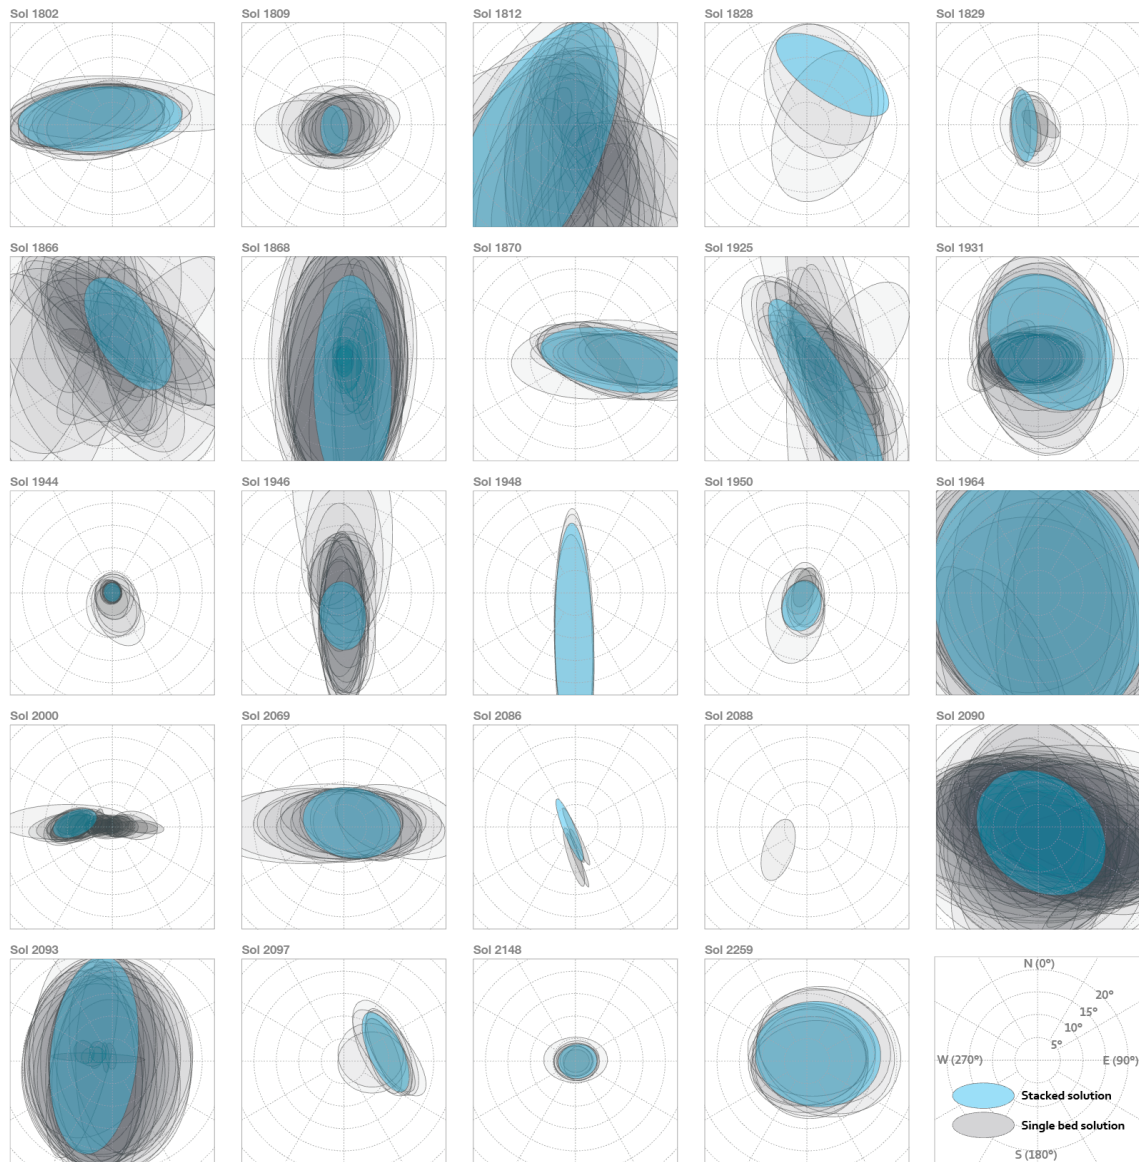 Sol 1802
Sol 1809
Sol 1812
Sol 1828
Sol 1829
Sol 1866
Sol 1868
Sol 1870
Sol 1925
Sol 1931
Sol 1944
Sol 1946
Sol 1948
Sol 1950
Sol 1964
Sol 2000
Sol 2069
Sol 2086
Sol 2088
Sol 2090
Sol 2093
Sol 2097
Sol 2148
Sol 2259
N (0°)
20°
15°
10°
5°
W (270°)
E (90°)
Stacked solution
Single bed solution
S (180°)